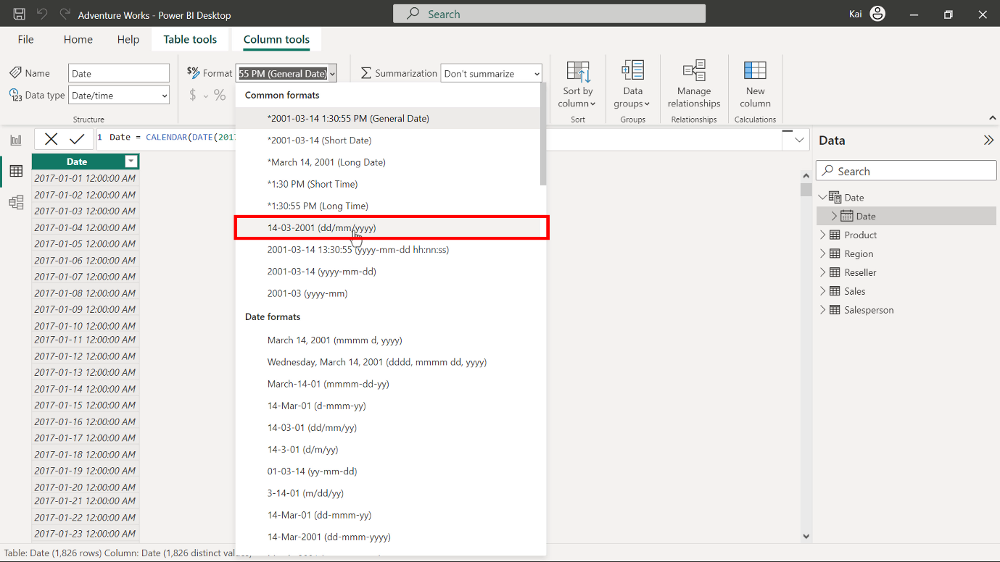 Adventure Works - Power BI Desktop
Search
Kai
File
Home
Help
Table tools
Column tools
Name
Date
Format
55 PM (General Date)
Summarization
Don't summarize
Data type
Date/time
$
%
Structure
Sort by
column
Sort
Data
groups
Groups
Manage
relationships
Relationships
New
column
Calculations
1 Date = CALENDAR(DATE(2017
Date
2017-01-01 12:00:00 AM
2017-01-02 12:00:00 AM
2017-01-03 12:00:00 AM
2017-01-04 12:00:00 AM
2017-01-05 12:00:00 AM
2017-01-06 12:00:00 AM
2017-01-07 12:00:00 AM
2017-01-08 12:00:00 AM
2017-01-09 12:00:00 AM
2017-01-10 12:00:00 AM
2017-01-11 12:00:00 AM
2017-01-12 12:00:00 AM
2017-01-13 12:00:00 AM
2017-01-14 12:00:00 AM
2017-01-15 12:00:00 AM
2017-01-16 12:00:00 AM
2017-01-17 12:00:00 AM
2017-01-18 12:00:00 AM
2017-01-19 12:00:00 AM
2017-01-20 12:00:00 AM
2017-01-21 12:00:00 AM
2017-01-22 12:00:00 AM
2017-01-23 12:00:00 AM
Common formats
*2001-03-14 1:30:55 PM (General Date)
*2001-03-14 (Short Date)
*March 14, 2001 (Long Date)
*1:30 PM (Short Time)
*1:30:55 PM (Long Time)
14-03-2001 (dd/mm/yyyy)
2001-03-14 13:30:55 (yyyy-mm-dd hh:nn:ss)
2001-03-14 (yyyy-mm-dd)
2001-03 (yyyy-mm)
Date formats
March 14, 2001 (mmmm d, yyyy)
Wednesday, March 14, 2001 (dddd, mmmm dd, yyyy)
March-14-01 (mmmm-dd-yy)
14-Mar-01 (d-mmm-yy)
14-03-01 (dd/mm/yy)
14-3-01 (d/m/yy)
01-03-14 (yy-mm-dd)
3-14-01 (m/dd/yy)
14-Mar-01 (dd-mmm-yy)
14-Mar-2001 (dd-mmm-yyyy)
Data
Search
Date
Date
Product
Region
Reseller
Sales
Salesperson
Table: Date (1,826 rows) Column: Date (1,826 distinct values)